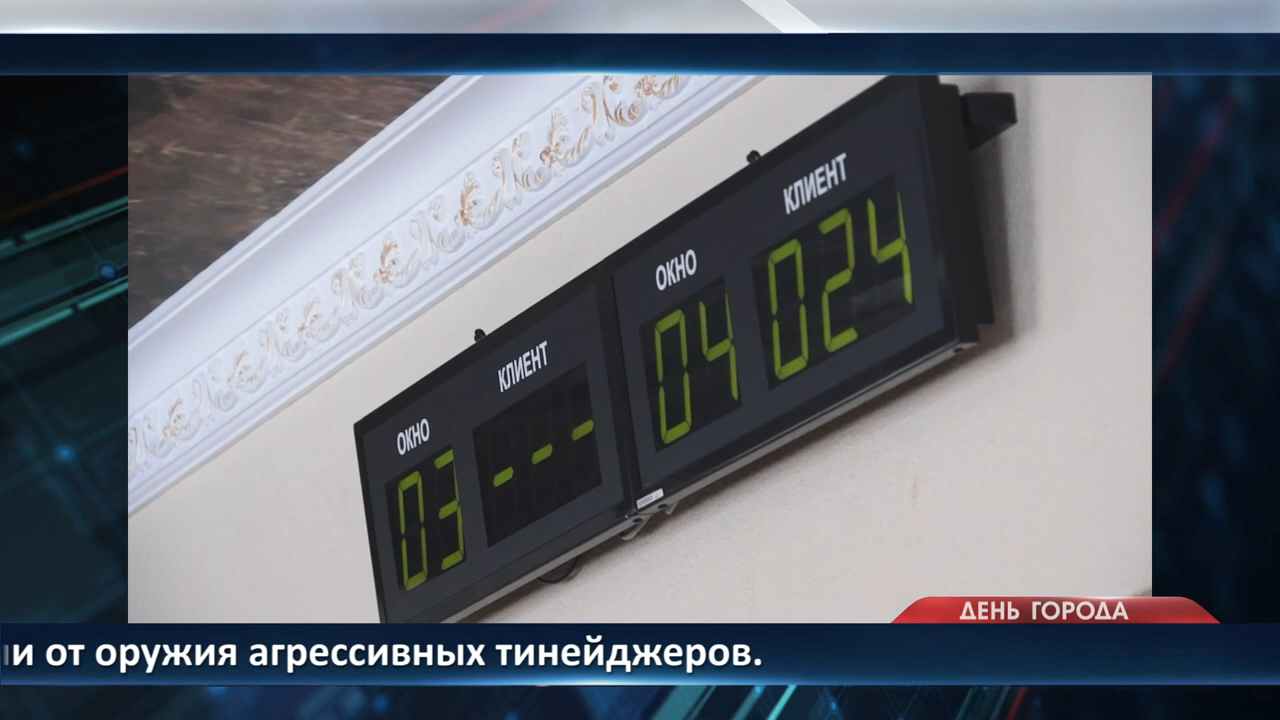 ОКНО КЛИЕНТ
04 024
ОКНО КЛИЕНТ
03 ---
ДЕНЬ ГОРОДА
и от оружия агрессивных тинейджеров.